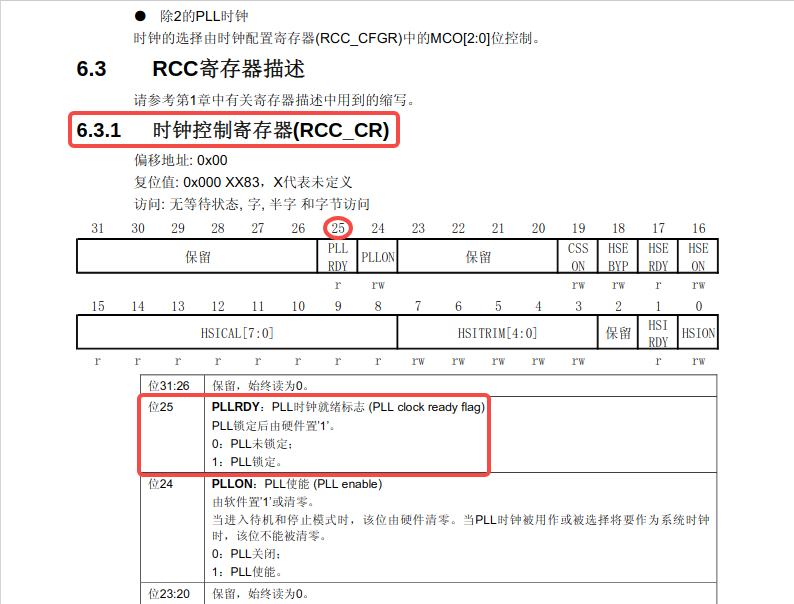 ● 除2的PLL时钟
时钟的选择由时钟配置寄存器(RCC_CFGR)中的MCO[2:0]位控制。
6.3 RCC寄存器描述
请参考第1章中有关寄存器描述中用到的缩写。
6.3.1 时钟控制寄存器(RCC_CR)
偏移地址: 0x00
复位值: 0x000 XX83，X代表未定义
访问: 无等待状态, 字, 半字 和字节访问
31 30 29 28 27 26 25 24 23 22 21 20 19 18 17 16
保留 PLL RDY PLLON 保留 CSS ON HSE BYP HSE RDY HSE ON
r rw rw rw r rw
15 14 13 12 11 10 9 8 7 6 5 4 3 2 1 0
HSICAL[7:0] HSITRIM[4:0] 保留 HSI RDY HSION
r r r r r r r r rw rw rw rw rw r rw
位31:26 保留，始终读为0。
位25 PLLRDY：PLL时钟就绪标志 (PLL clock ready flag)
PLL锁定后由硬件置'1'。
0：PLL未锁定；
1：PLL锁定。
位24 PLLON：PLL使能 (PLL enable)
由软件置'1'或清零。
当进入待机和停止模式时，该位由硬件清零。当PLL时钟被用作或被选择将要作为系统时钟
时，该位不能被清零。
0：PLL关闭；
1：PLL使能。
位23:20 保留，始终读为0。